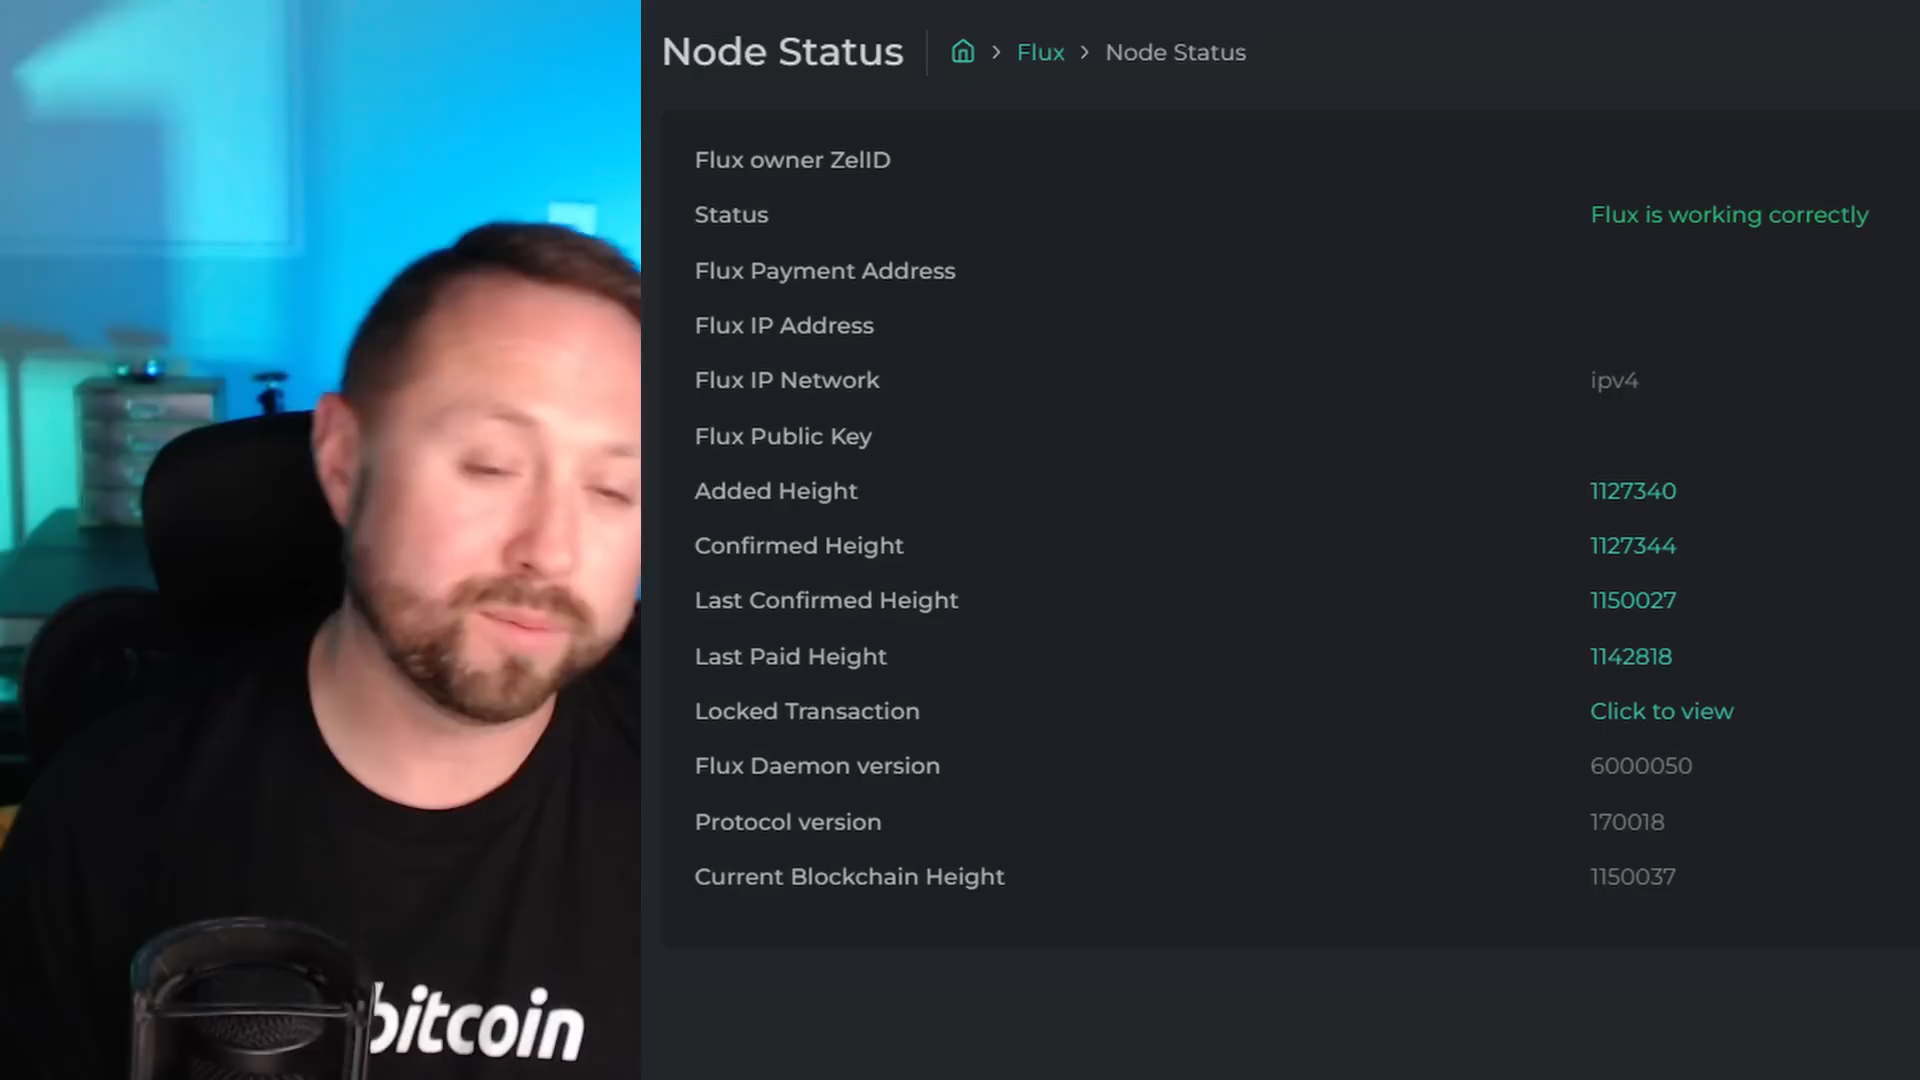 Node Status
Flux
Node Status
Flux owner ZelID
Status
Flux is working correctly
Flux Payment Address
Flux IP Address
Flux IP Network
ipv4
Flux Public Key
Added Height
1127340
Confirmed Height
1127344
Last Confirmed Height
1150027
Last Paid Height
1142818
Locked Transaction
Click to view
Flux Daemon version
6000050
Protocol version
170018
Current Blockchain Height
1150037
bitcoin